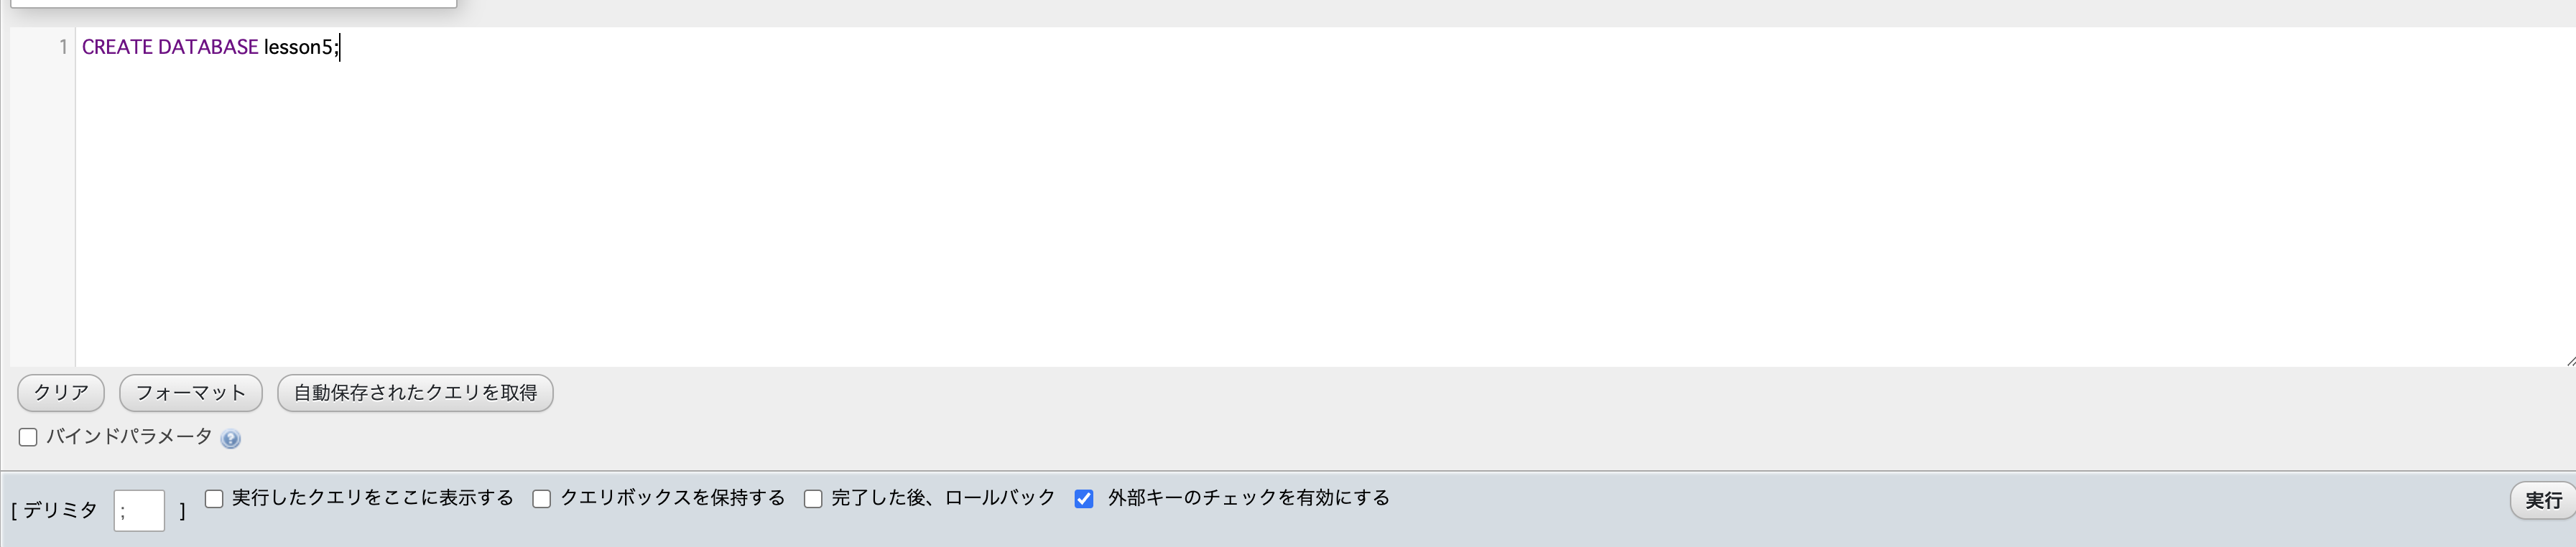 1 CREATE DATABASE lesson5;
クリア フォーマット 自動保存されたクエリを取得
バインドパラメータ
[ デリミタ ; ] 実行したクエリをここに表示する クエリボックスを保持する 完了した後、ロールバック 外部キーのチェックを有効にする 実行